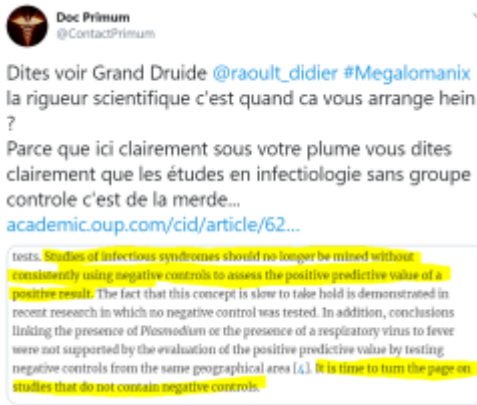 Doc Primum
@ContactPrimum
Dites voir Grand Druide @raoult_didier #Megalomanix
la rigueur scientifique c'est quand ca vous arrange hein
?
Parce que ici clairement sous votre plume vous dites
clairement que les études en infectiologie sans groupe
controle c'est de la merde...
academic.oup.com/cid/article/62...
tests. Studies of infectious syndromes should no longer be mined without
consistently using negative controls to assess the positive predictive value of a
positive result. The fact that this concept is slow to take hold is demonstrated in
recent research in which no negative control was tested. In addition, conclusions
linking the presence of Plasmodium or the presence of a respiratory virus to fever
were not supported by the evaluation of the positive predictive value by testing
negative controls from the same geographical area [4]. It is time to turn the page on
studies that do not contain negative controls.